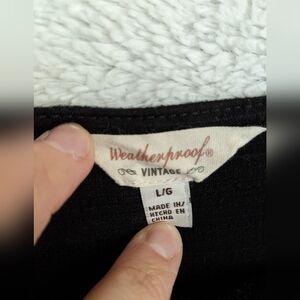 Weatherproof®
VINTAGE
L/G
MADE IN/
HECHO EN
CHINA